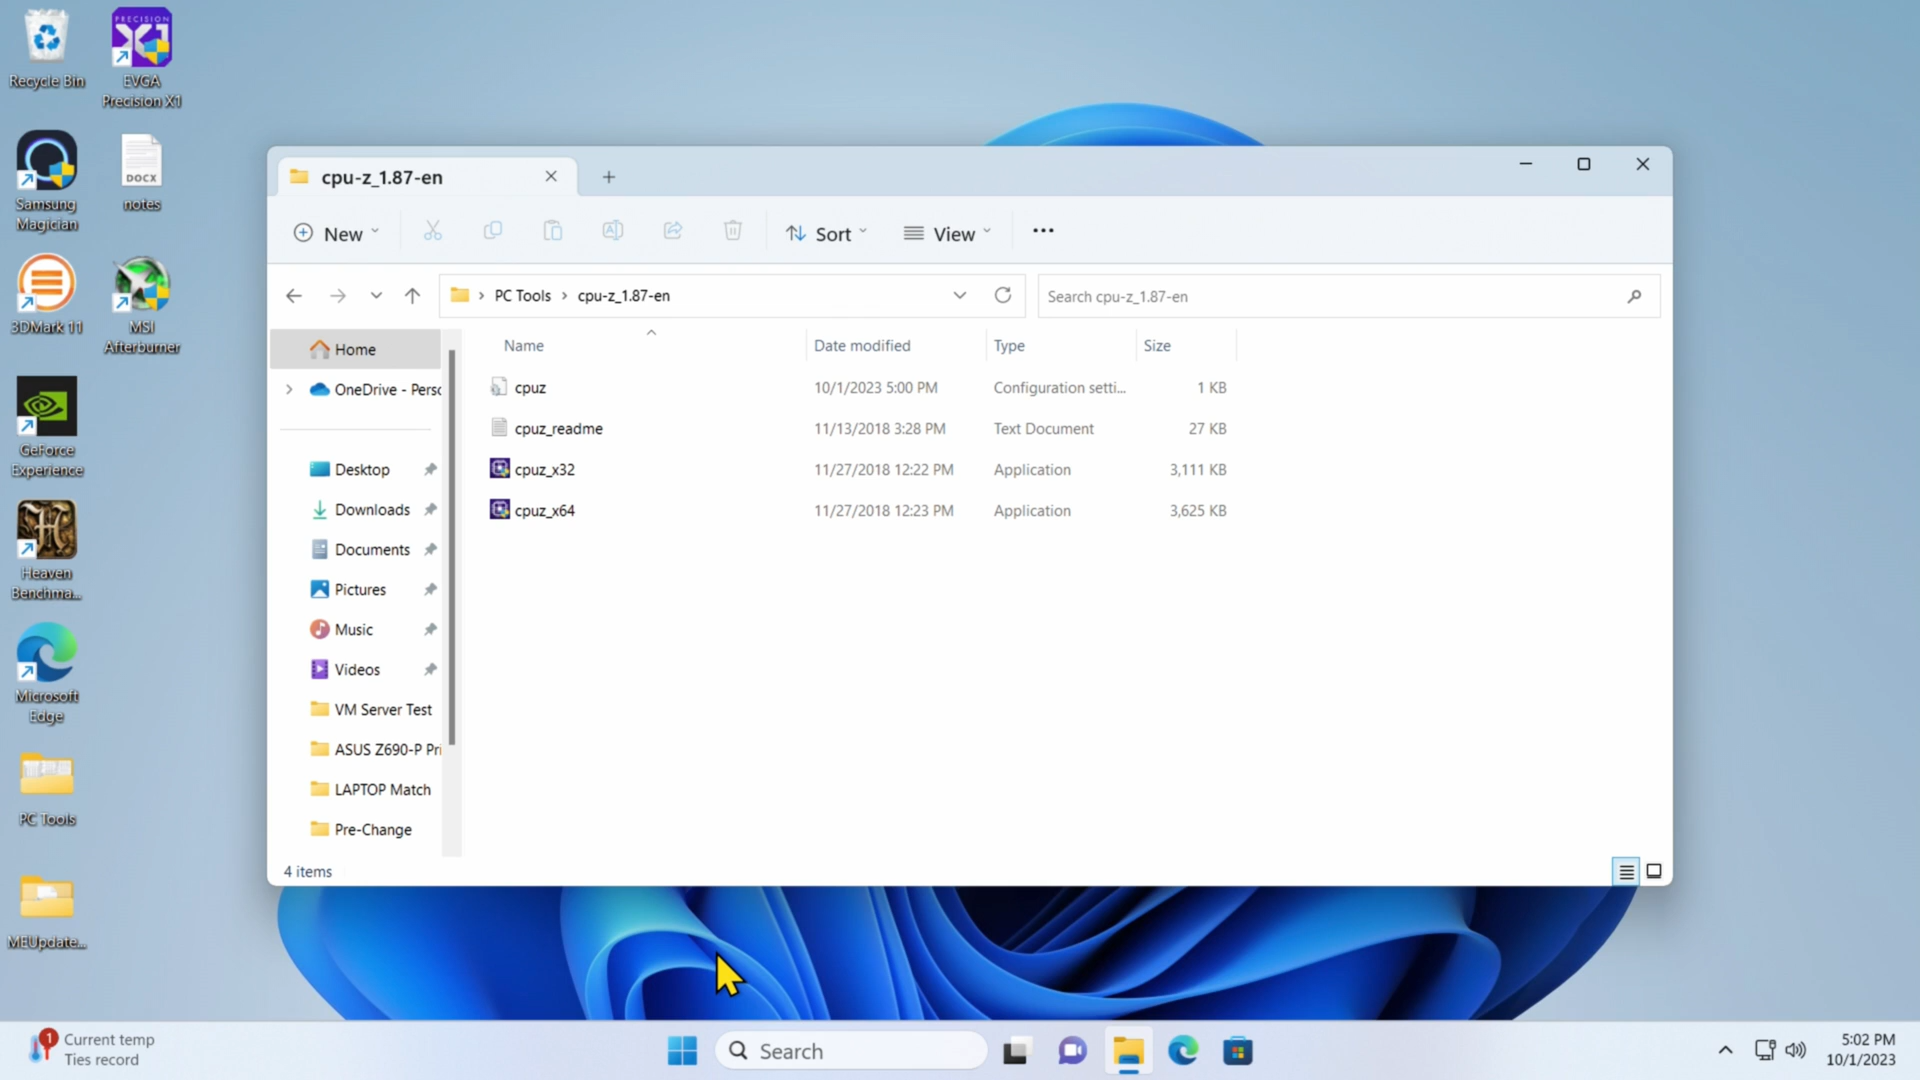 Recycle Bin
PRECISION
X1
EVGA
Precision X1
Samsung
Magician
DOCX
notes
3DMark 11
MSI
Afterburner
GeForce
Experience
Heaven
Benchma...
Microsoft
Edge
PC Tools
MEUpdate...
cpu-z_1.87-en
New
Sort
View
PC Tools
cpu-z_1.87-en
Search cpu-z_1.87-en
Home
OneDrive - Perso
Desktop
Downloads
Documents
Pictures
Music
Videos
VM Server Test
ASUS Z690-P Pri
LAPTOP Match
Pre-Change
Name Date modified Type Size
cpuz 10/1/2023 5:00 PM Configuration setti... 1 KB
cpuz_readme 11/13/2018 3:28 PM Text Document 27 KB
cpuz_x32 11/27/2018 12:22 PM Application 3,111 KB
cpuz_x64 11/27/2018 12:23 PM Application 3,625 KB
4 items
1
Current temp
Ties record
Search
5:02 PM
10/1/2023